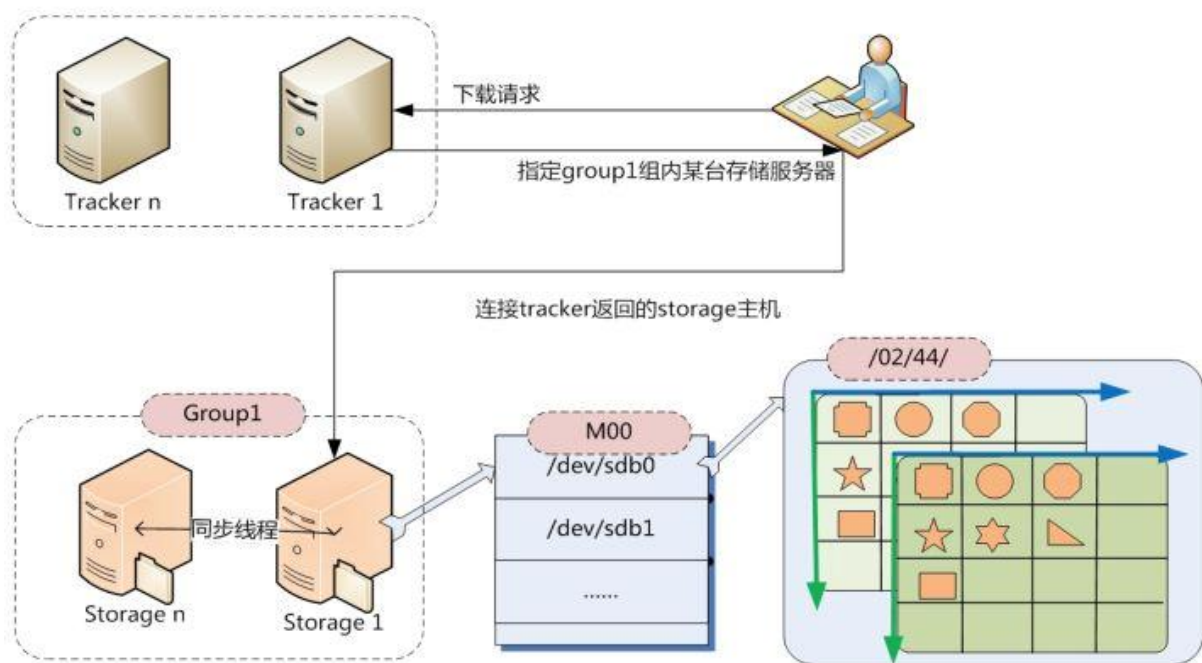 下载请求
Tracker n
Tracker 1
指定group1组内某台存储服务器
连接tracker返回的storage主机
/02/44/
Group1
M00
/dev/sdb0
同步线程
/dev/sdb1
Storage n
Storage 1
......